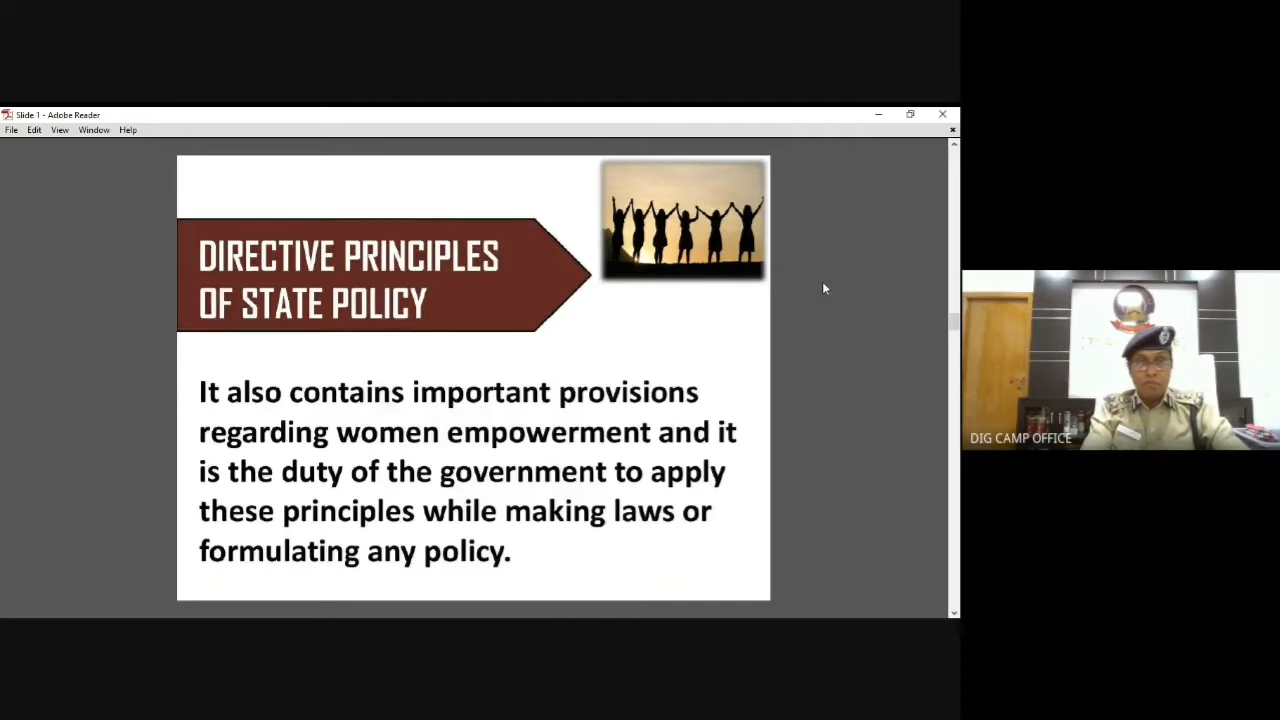 Slide 1 - Adobe Reader
File Edit View Window Help
DIRECTIVE PRINCIPLES
OF STATE POLICY
It also contains important provisions
regarding women empowerment and it
is the duty of the government to apply
these principles while making laws or
formulating any policy.
DIG CAMP OFFICE